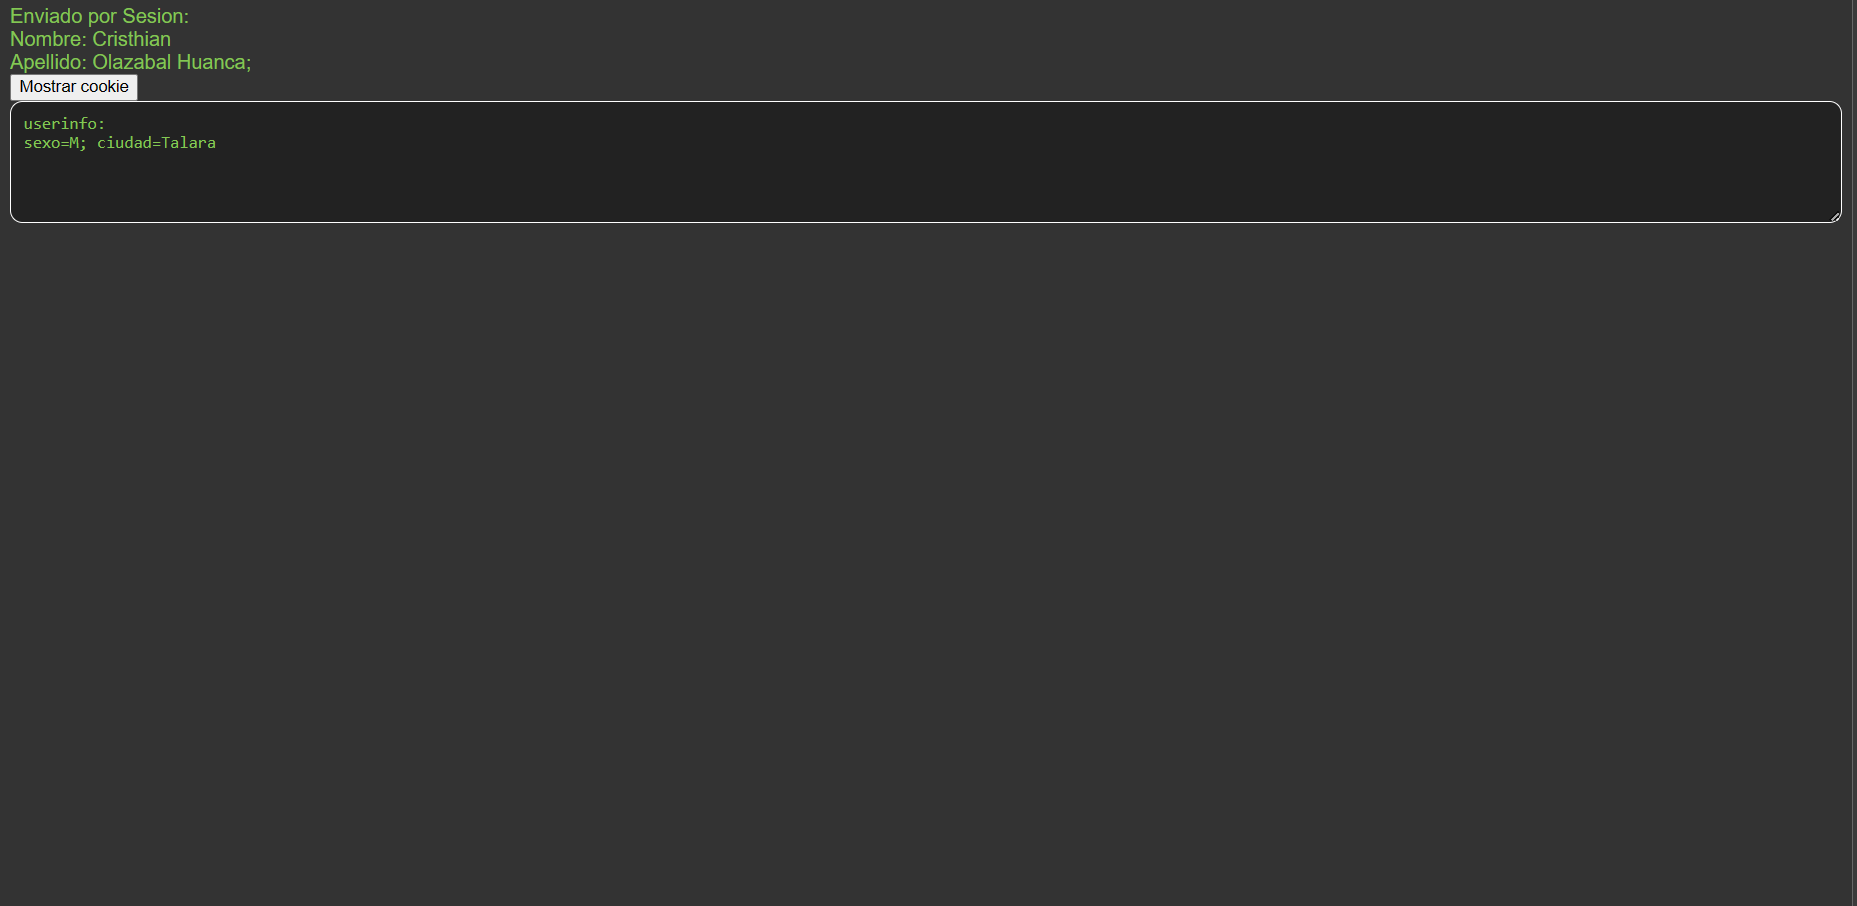 Enviado por Sesion:
Nombre: Cristhian
Apellido: Olazabal Huanca;
Mostrar cookie
userinfo:
sexo=M; ciudad=Talara